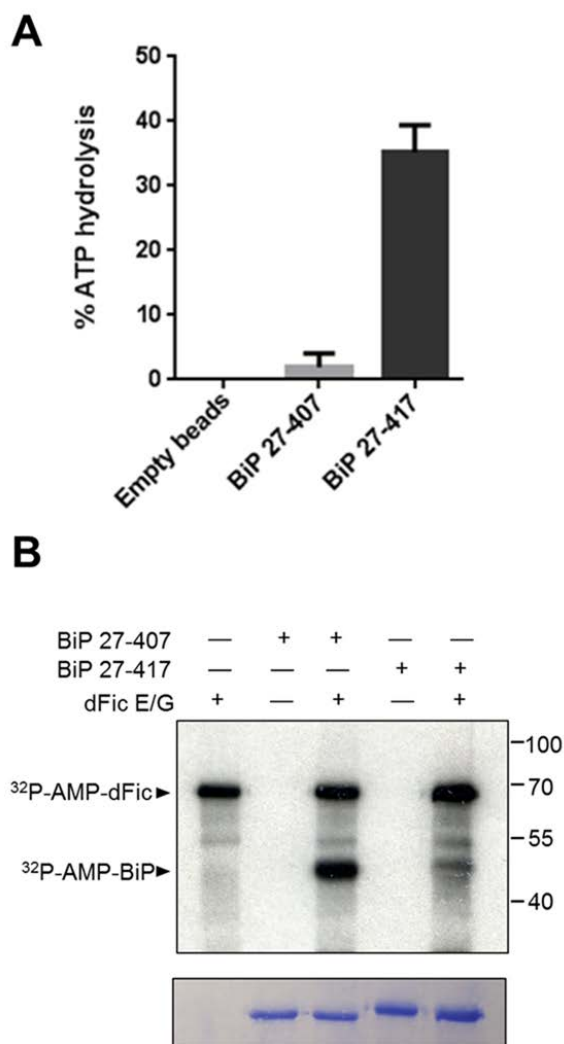 A
% ATP hydrolysis
50
40
30
20
10
0
Empty beads
BiP 27-407
BiP 27-417
B
BiP 27-407 — + + — —
BiP 27-417 — — — + +
dFic E/G + — + — +
100
³²P-AMP-dFic 70
55
³²P-AMP-BiP
40